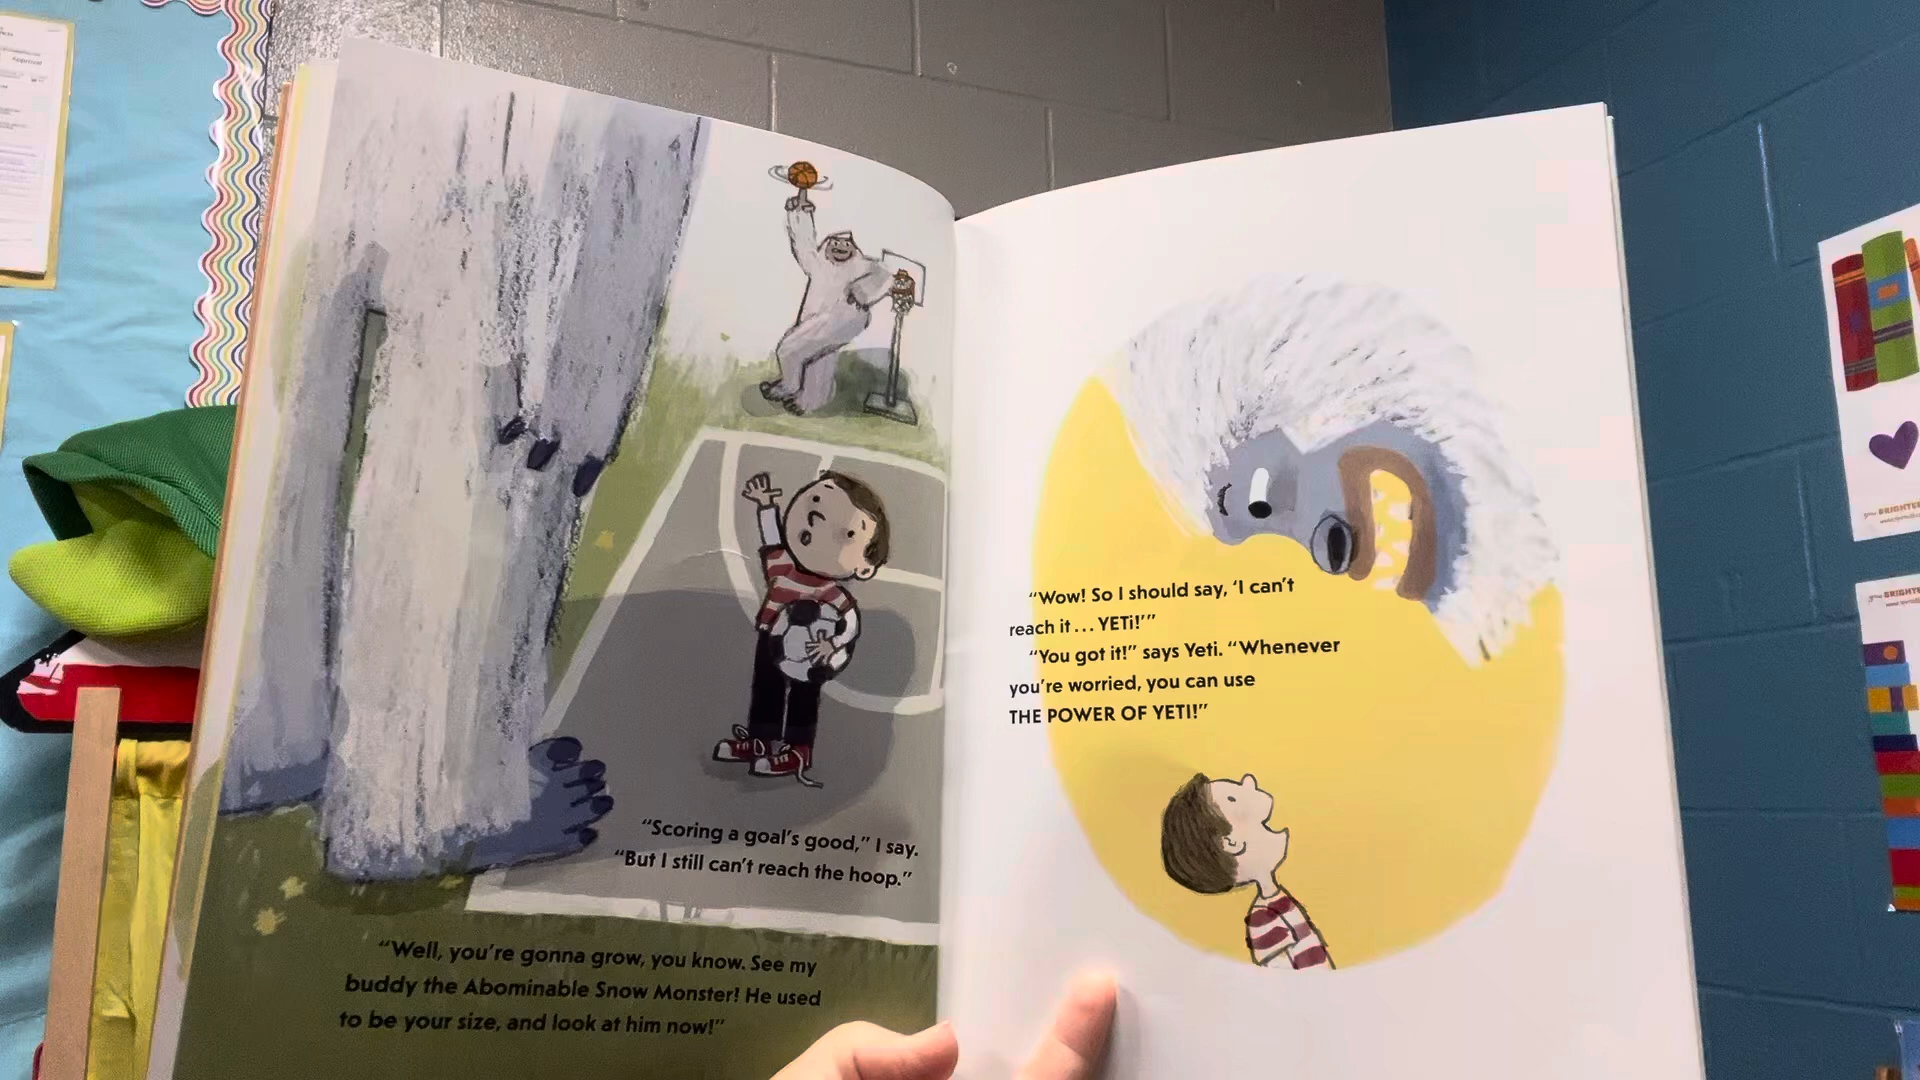 Approval
"Scoring a goal's good," I say.
"But I still can't reach the hoop."
"Well, you're gonna grow, you know. See my
buddy the Abominable Snow Monster! He used
to be your size, and look at him now!"
"Wow! So I should say, 'I can't
reach it... YETi!'"
"You got it!" says Yeti. "Whenever
you're worried, you can use
THE POWER OF YETI!"